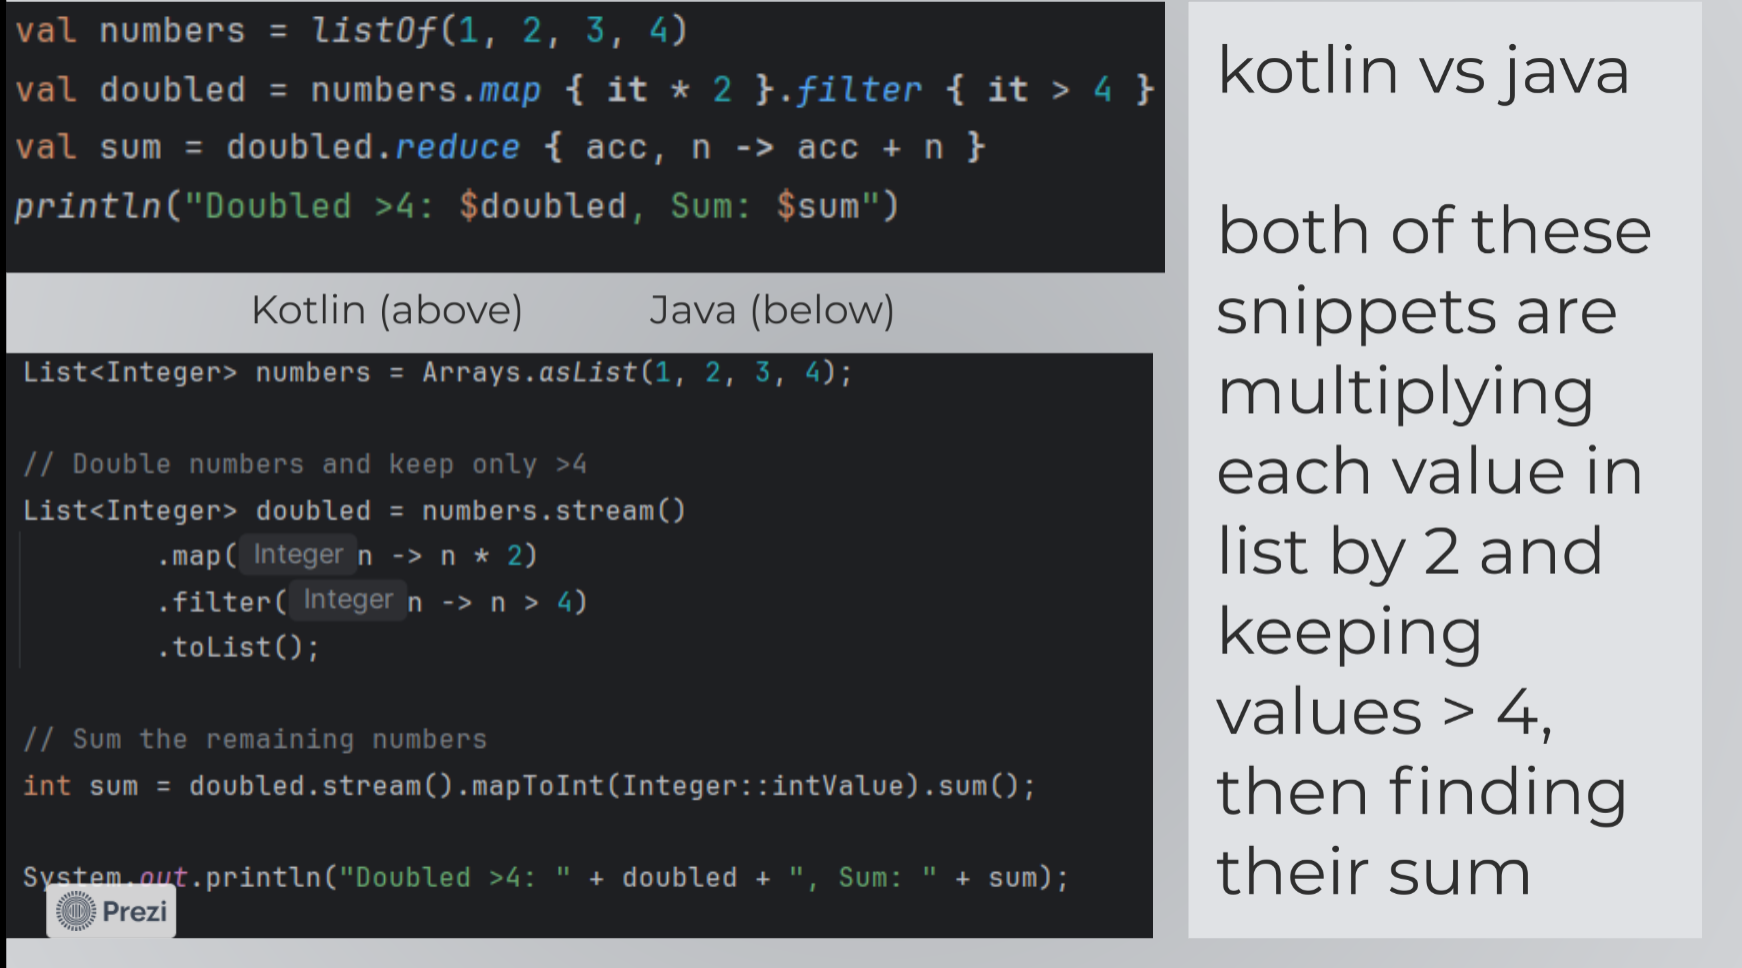 val numbers = listOf(1, 2, 3, 4)
val doubled = numbers.map { it * 2 }.filter { it > 4 }
val sum = doubled.reduce { acc, n -> acc + n }
println("Doubled >4: $doubled, Sum: $sum")
Kotlin (above) Java (below)
List<Integer> numbers = Arrays.asList(1, 2, 3, 4);
// Double numbers and keep only >4
List<Integer> doubled = numbers.stream()
.map( Integer n -> n * 2)
.filter( Integer n -> n > 4)
.toList();
// Sum the remaining numbers
int sum = doubled.stream().mapToInt(Integer::intValue).sum();
System.out.println("Doubled >4: " + doubled + ", Sum: " + sum);
Prezi
kotlin vs java
both of these
snippets are
multiplying
each value in
list by 2 and
keeping
values > 4,
then finding
their sum